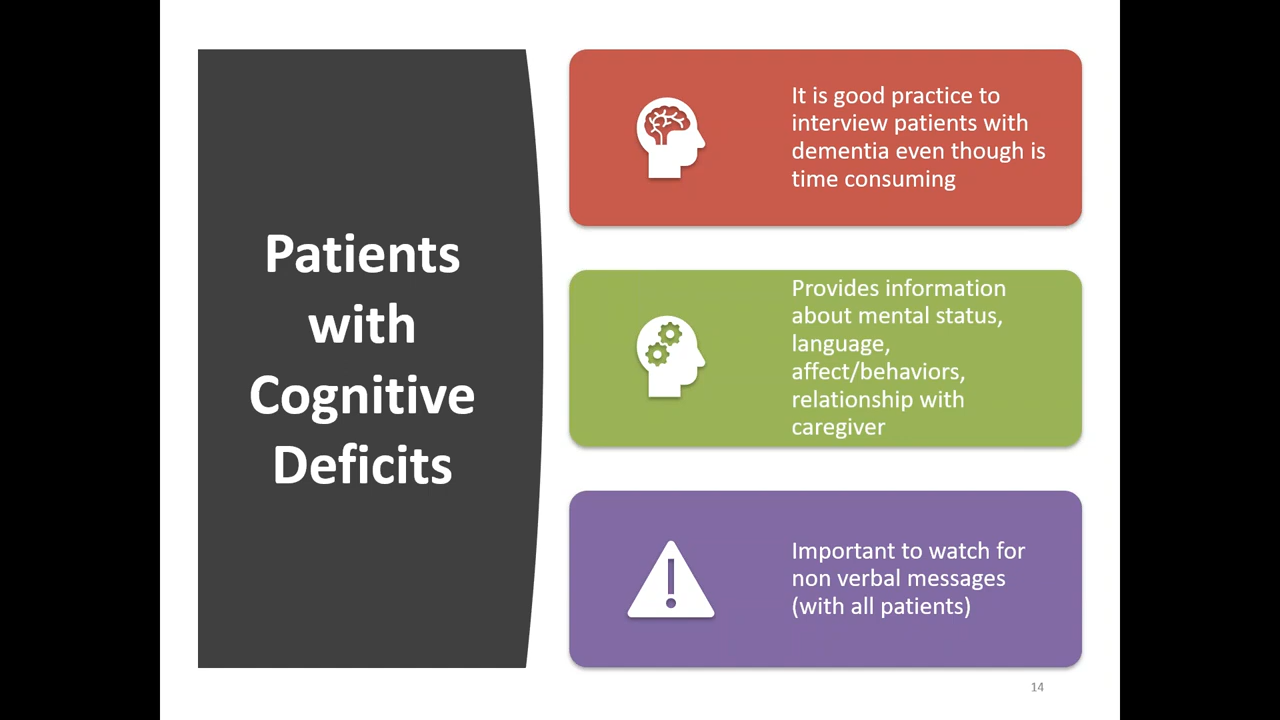 Patients
with
Cognitive
Deficits
It is good practice to
interview patients with
dementia even though is
time consuming
Provides information
about mental status,
language,
affect/behaviors,
relationship with
caregiver
Important to watch for
non verbal messages
(with all patients)
14